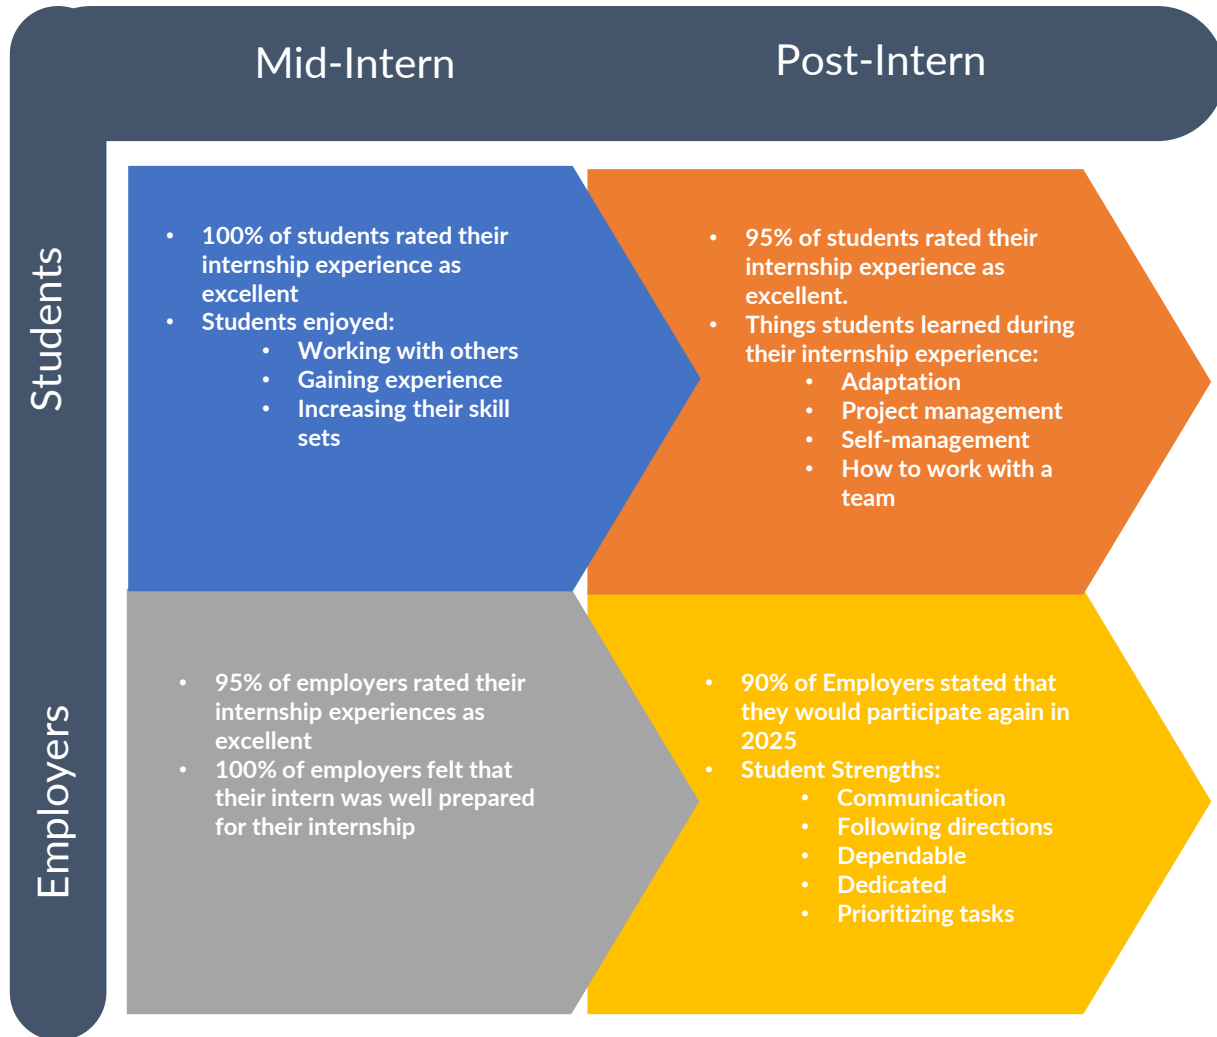 Mid-Intern
Post-Intern
Students
• 100% of students rated their
internship experience as
excellent
• Students enjoyed:
• Working with others
• Gaining experience
• Increasing their skill
sets
• 95% of students rated their
internship experience as
excellent.
• Things students learned during
their internship experience:
• Adaptation
• Project management
• Self-management
• How to work with a
team
Employers
• 95% of employers rated their
internship experiences as
excellent
• 100% of employers felt that
their intern was well prepared
for their internship
• 90% of Employers stated that
they would participate again in
2025
• Student Strengths:
• Communication
• Following directions
• Dependable
• Dedicated
• Prioritizing tasks